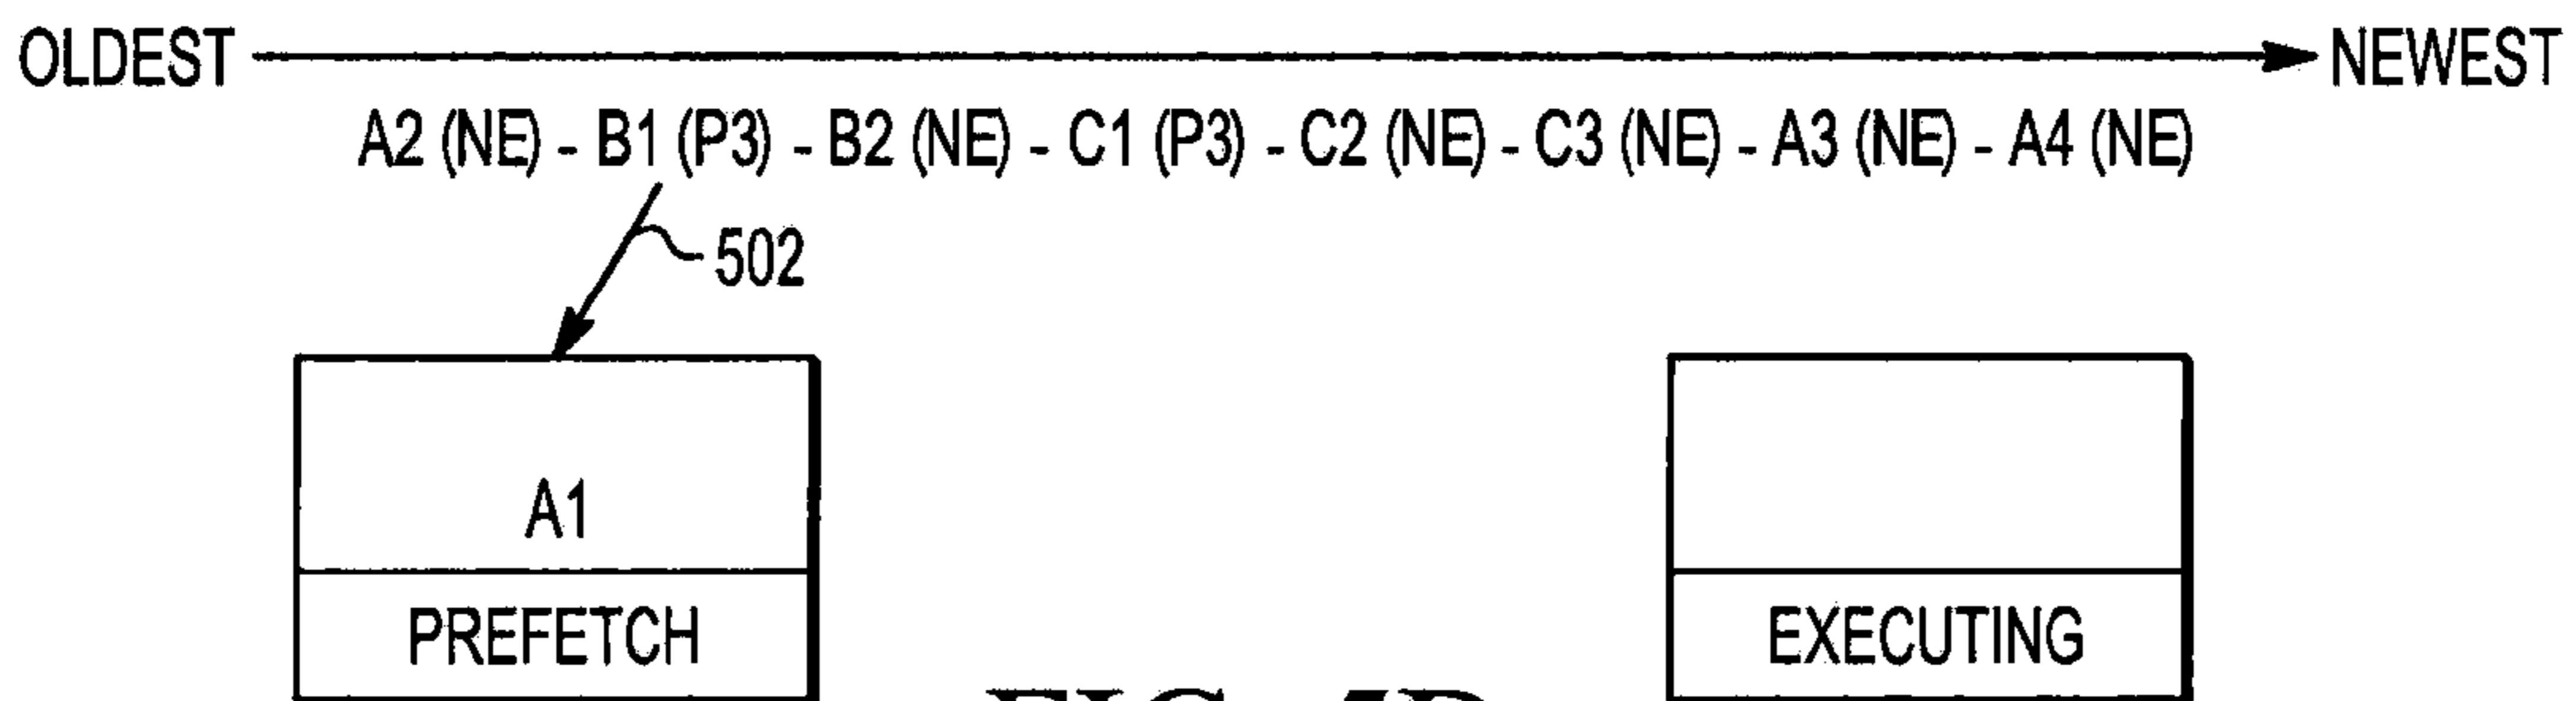 OLDEST NEWEST
A2 (NE) - B1 (P3) - B2 (NE) - C1 (P3) - C2 (NE) - C3 (NE) - A3 (NE) - A4 (NE)
502
A1
PREFETCH EXECUTING